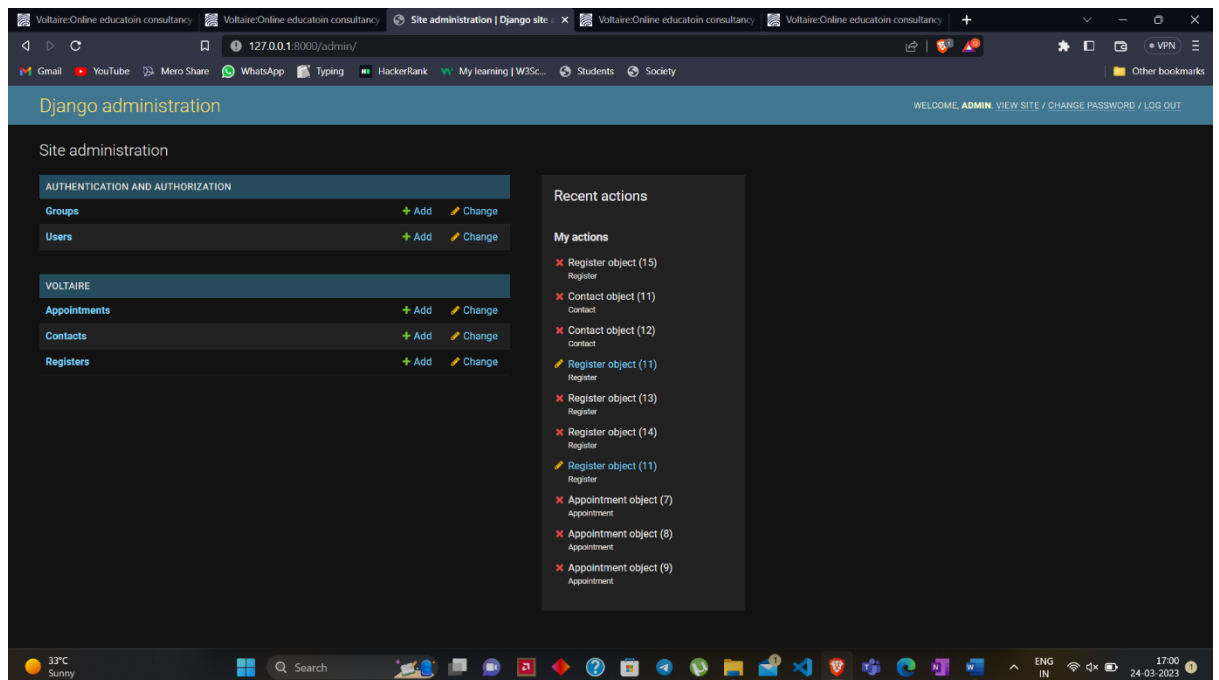 Voltaire:Online educatoin consultancy Voltaire:Online educatoin consultancy Site administration | Django site a Voltaire:Online educatoin consultancy Voltaire:Online educatoin consultancy
127.0.0.1:8000/admin/ VPN
Gmail YouTube Mero Share WhatsApp Typing HackerRank My learning | W3Sc... Students Society Other bookmarks
Django administration WELCOME, ADMIN. VIEW SITE / CHANGE PASSWORD / LOG OUT
Site administration
AUTHENTICATION AND AUTHORIZATION
Groups Add Change
Users Add Change
VOLTAIRE
Appointments Add Change
Contacts Add Change
Registers Add Change
Recent actions
My actions
Register object (15)
Register
Contact object (11)
Contact
Contact object (12)
Contact
Register object (11)
Register
Register object (13)
Register
Register object (14)
Register
Register object (11)
Register
Appointment object (7)
Appointment
Appointment object (8)
Appointment
Appointment object (9)
Appointment
33°C
Sunny
Search
ENG
IN
17:00
24-03-2023